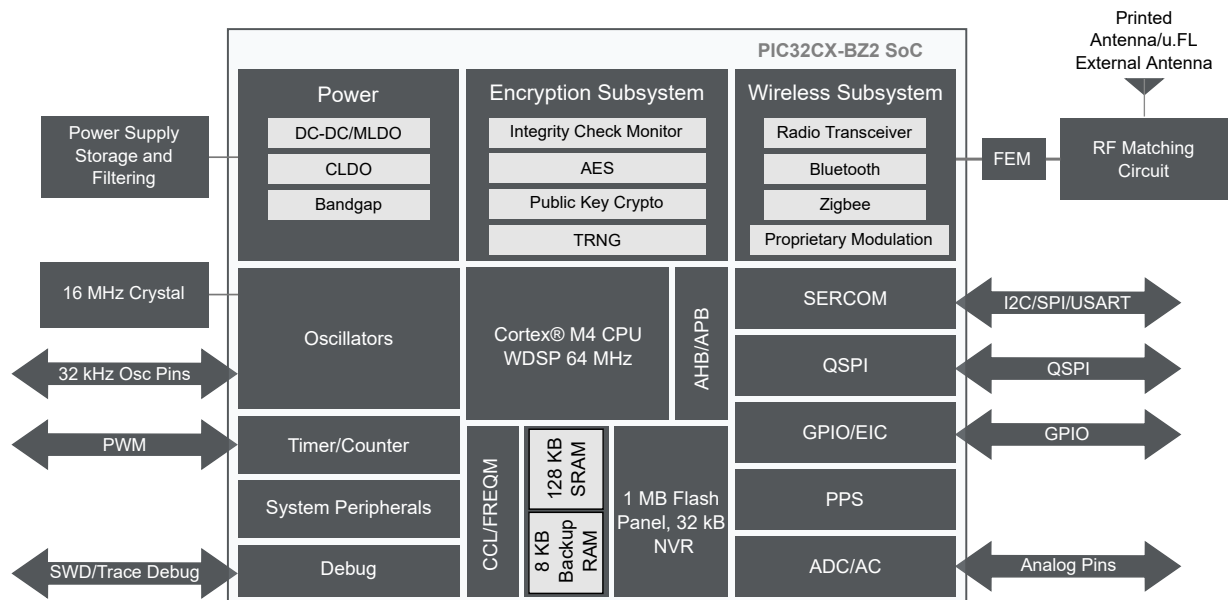 Printed
Antenna/u.FL
External Antenna
PIC32CX-BZ2 SoC
Power Supply
Storage and
Filtering
Power
DC-DC/MLDO
CLDO
Bandgap
Encryption Subsystem
Integrity Check Monitor
AES
Public Key Crypto
TRNG
Wireless Subsystem
Radio Transceiver
Bluetooth
Zigbee
Proprietary Modulation
FEM
RF Matching
Circuit
16 MHz Crystal
32 kHz Osc Pins
Oscillators
Cortex® M4 CPU
WDSP 64 MHz
AHB/APB
SERCOM
I2C/SPI/USART
QSPI
QSPI
PWM
Timer/Counter
System Peripherals
SWD/Trace Debug
Debug
CCL/FREQM
128 KB
SRAM
8 KB
Backup
RAM
1 MB Flash
Panel, 32 kB
NVR
GPIO/EIC
GPIO
PPS
ADC/AC
Analog Pins